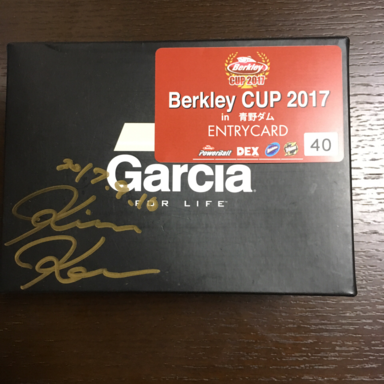 Berkley
CUP 2017
Berkley CUP 2017
in 青野ダム
ENTRYCARD
PowerBait DEX
40
Garcia
FOR LIFE